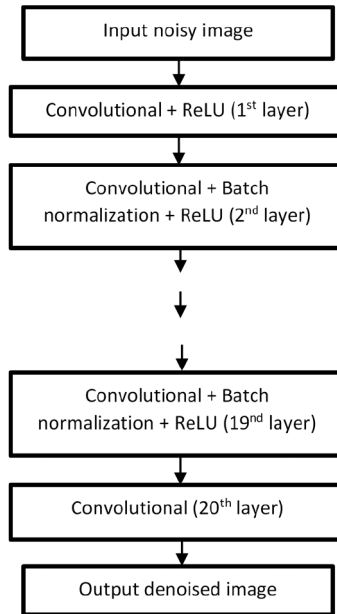 Input noisy image
Convolutional + ReLU (1st layer)
Convolutional + Batch
normalization + ReLU (2nd layer)
Convolutional + Batch
normalization + ReLU (19nd layer)
Convolutional (20th layer)
Output denoised image